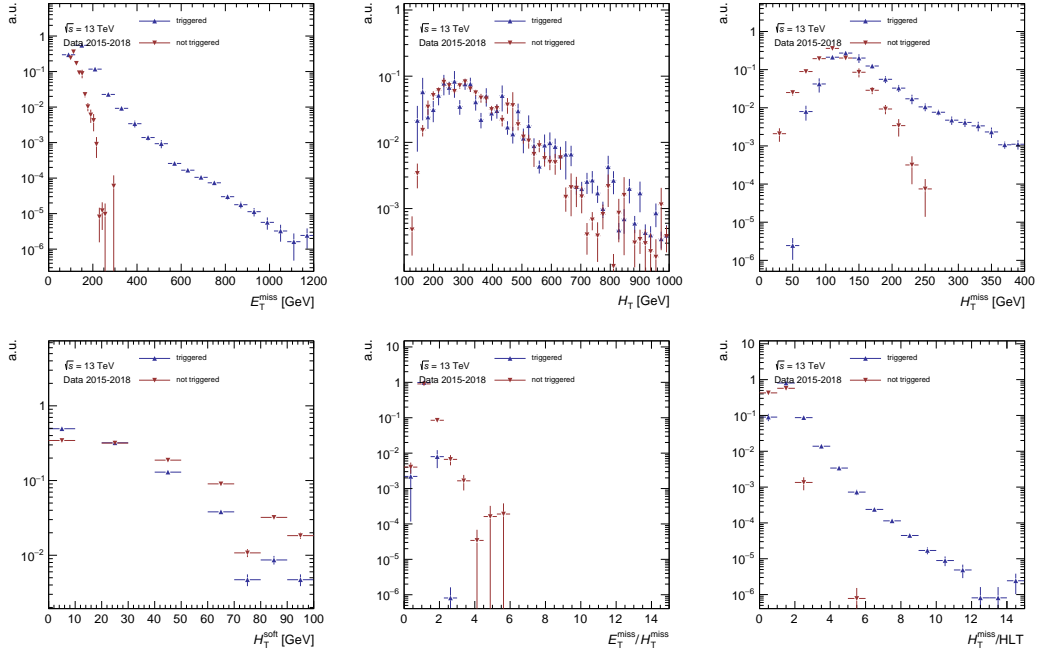 a.u.
√s = 13 TeV
Data 2015-2018
triggered
not triggered
1
10⁻¹
10⁻²
10⁻³
10⁻⁴
10⁻⁵
10⁻⁶
0 200 400 600 800 1000 1200
E_T^miss [GeV]
a.u.
√s = 13 TeV
Data 2015-2018
triggered
not triggered
1
10⁻¹
10⁻²
10⁻³
100 200 300 400 500 600 700 800 900 1000
H_T [GeV]
a.u.
√s = 13 TeV
Data 2015-2018
triggered
not triggered
1
10⁻¹
10⁻²
10⁻³
10⁻⁴
10⁻⁵
10⁻⁶
0 50 100 150 200 250 300 350 400
H_T^miss [GeV]
a.u.
√s = 13 TeV
Data 2015-2018
triggered
not triggered
1
10⁻¹
10⁻²
0 10 20 30 40 50 60 70 80 90 100
H_T^soft [GeV]
a.u.
√s = 13 TeV
Data 2015-2018
triggered
not triggered
1
10⁻¹
10⁻²
10⁻³
10⁻⁴
10⁻⁵
10⁻⁶
0 2 4 6 8 10 12 14
E_T^miss/H_T^miss
a.u.
√s = 13 TeV
Data 2015-2018
triggered
not triggered
10
1
10⁻¹
10⁻²
10⁻³
10⁻⁴
10⁻⁵
10⁻⁶
0 2 4 6 8 10 12 14
H_T^miss/HLT